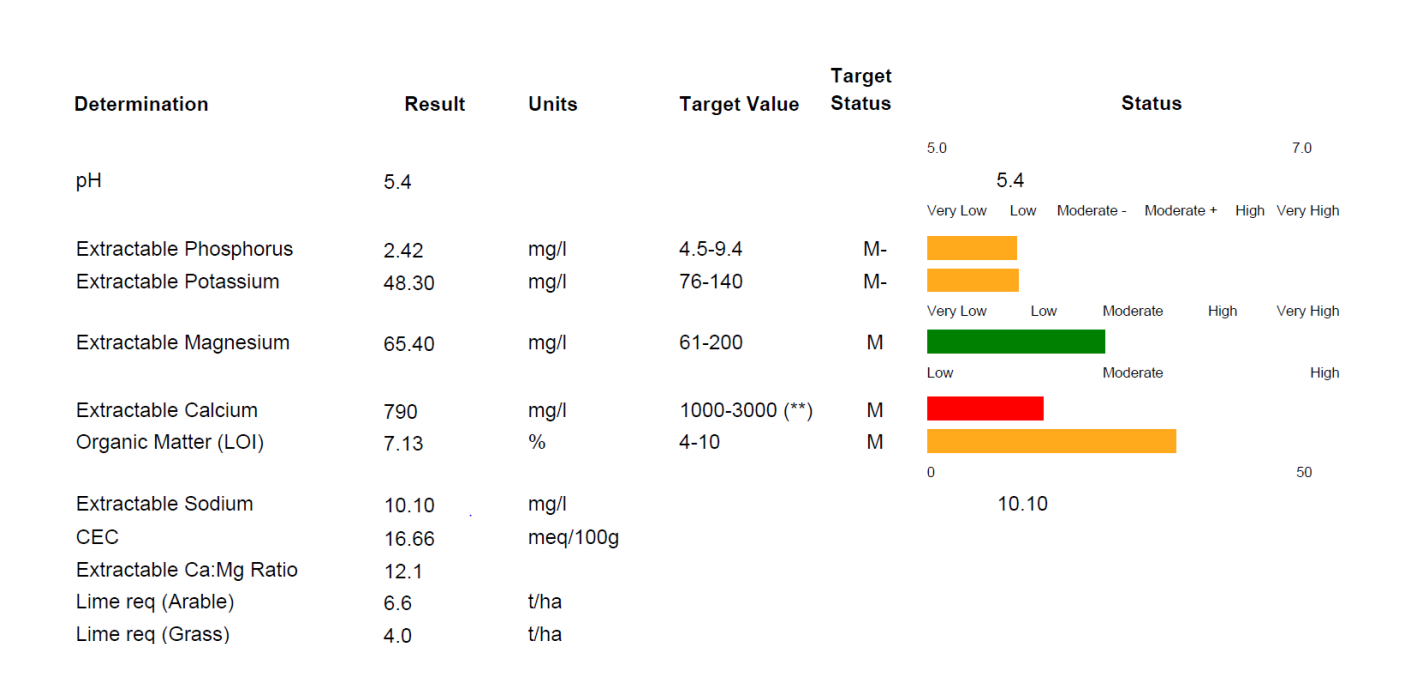 Target
Determination Result Units Target Value Status Status
5.0 7.0
pH 5.4 5.4
Very Low Low Moderate - Moderate + High Very High
Extractable Phosphorus 2.42 mg/l 4.5-9.4 M-
Extractable Potassium 48.30 mg/l 76-140 M-
Very Low Low Moderate High Very High
Extractable Magnesium 65.40 mg/l 61-200 M
Low Moderate High
Extractable Calcium 790 mg/l 1000-3000 (**) M
Organic Matter (LOI) 7.13 % 4-10 M
0 50
Extractable Sodium 10.10 mg/l 10.10
CEC 16.66 meq/100g
Extractable Ca:Mg Ratio 12.1
Lime req (Arable) 6.6 t/ha
Lime req (Grass) 4.0 t/ha